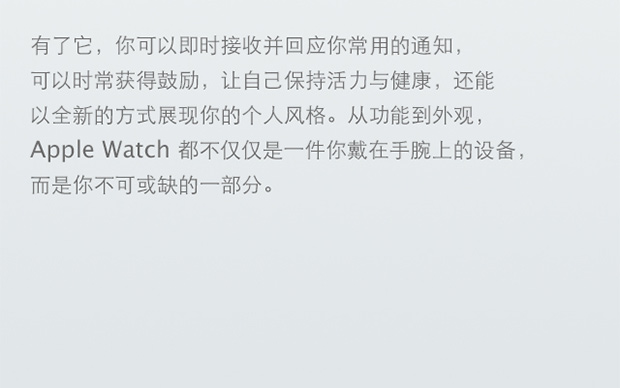 有了它，你可以即时接收并回应你常用的通知，
可以时常获得鼓励，让自己保持活力与健康，还能
以全新的方式展现你的个人风格。从功能到外观，
Apple Watch 都不仅仅是一件你戴在手腕上的设备，
而是你不可或缺的一部分。